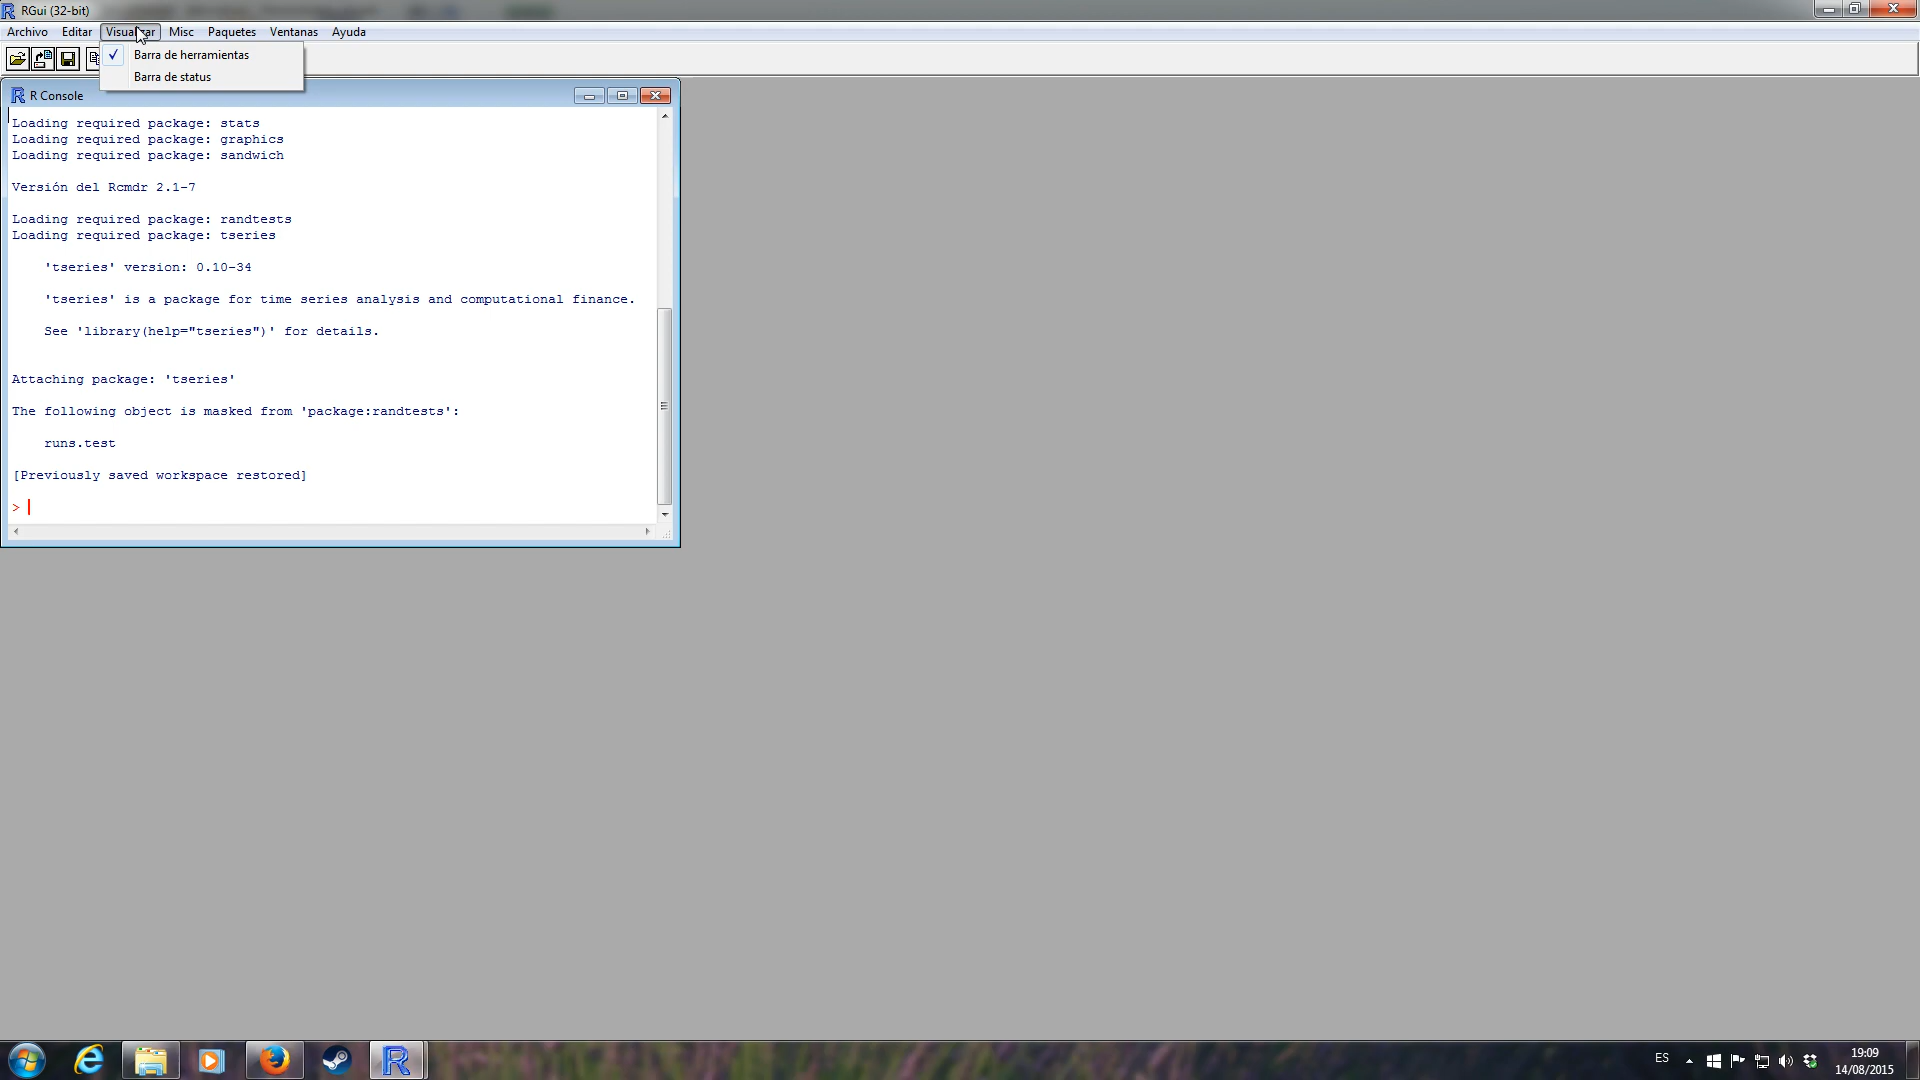 RGui (32-bit)
Archivo Editar Visualizar Misc Paquetes Ventanas Ayuda
Barra de herramientas
Barra de status
R Console
Loading required package: stats
Loading required package: graphics
Loading required package: sandwich
Versión del Rcmdr 2.1-7
Loading required package: randtests
Loading required package: tseries
'tseries' version: 0.10-34
'tseries' is a package for time series analysis and computational finance.
See 'library(help="tseries")' for details.
Attaching package: 'tseries'
The following object is masked from 'package:randtests':
runs.test
[Previously saved workspace restored]
>
ES
19:09
14/08/2015